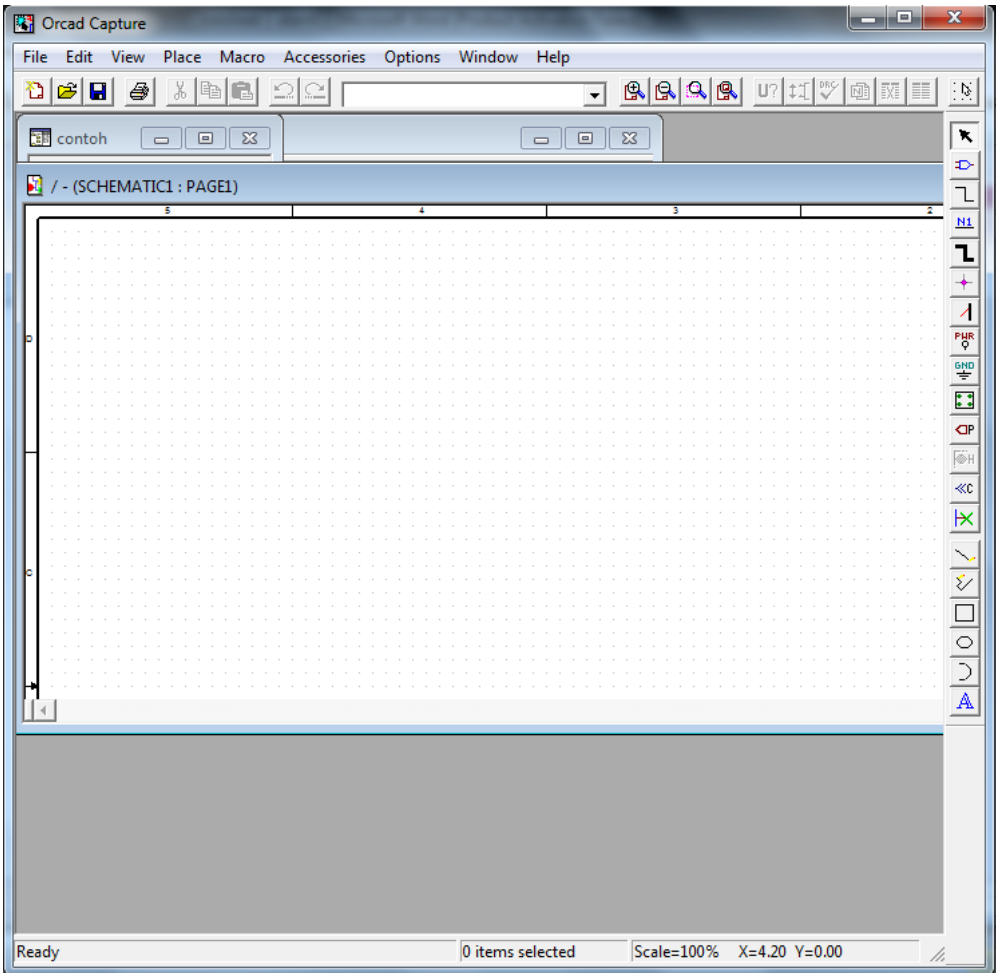 Orcad Capture
File Edit View Place Macro Accessories Options Window Help
U? DRC N
contoh
/ - (SCHEMATIC1 : PAGE1)
5 4 3 2
N1
D
PWR
GND
P
H
C
C
A
Ready 0 items selected Scale=100% X=4.20 Y=0.00